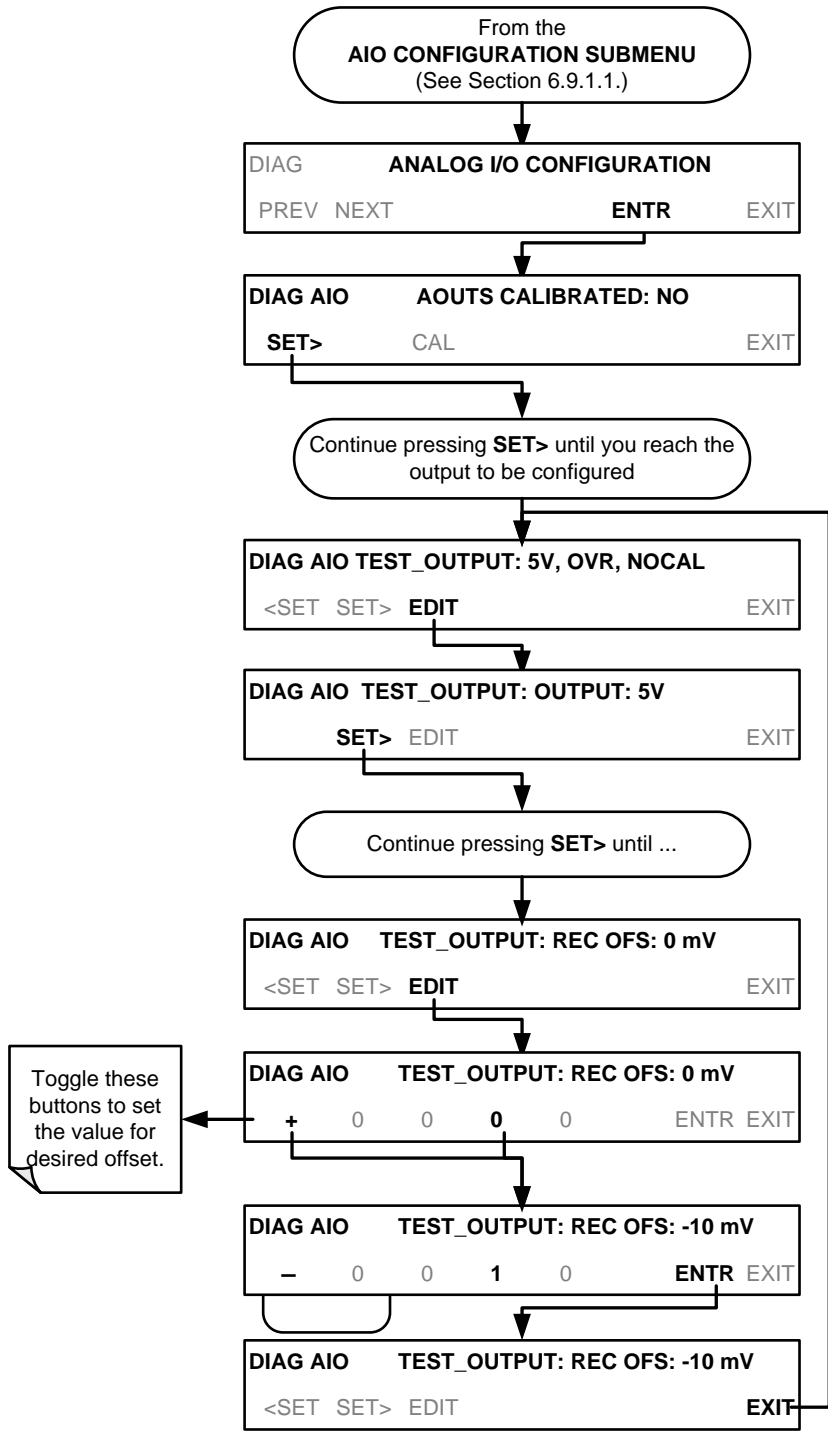 From the
AIO CONFIGURATION SUBMENU
(See Section 6.9.1.1.)
DIAG ANALOG I/O CONFIGURATION
PREV NEXT ENTR EXIT
DIAG AIO AOUTS CALIBRATED: NO
SET> CAL EXIT
Continue pressing SET> until you reach the
output to be configured
DIAG AIO TEST_OUTPUT: 5V, OVR, NOCAL
<SET SET> EDIT EXIT
DIAG AIO TEST_OUTPUT: OUTPUT: 5V
SET> EDIT EXIT
Continue pressing SET> until ...
DIAG AIO TEST_OUTPUT: REC OFS: 0 mV
<SET SET> EDIT EXIT
Toggle these
buttons to set
the value for
desired offset.
DIAG AIO TEST_OUTPUT: REC OFS: 0 mV
+ 0 0 0 0 ENTR EXIT
DIAG AIO TEST_OUTPUT: REC OFS: -10 mV
– 0 0 1 0 ENTR EXIT
DIAG AIO TEST_OUTPUT: REC OFS: -10 mV
<SET SET> EDIT EXIT